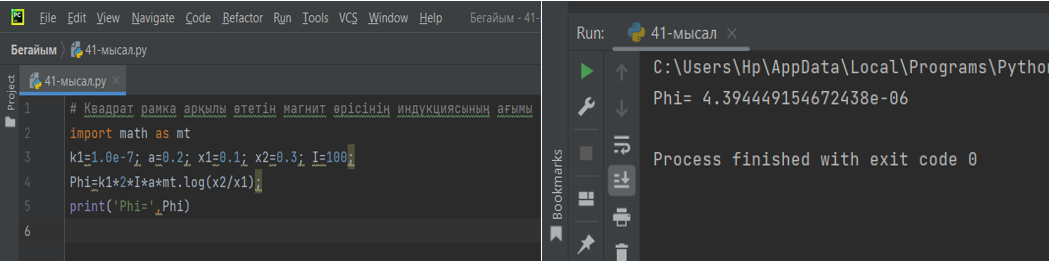 PC File Edit View Navigate Code Refactor Run Tools VCS Window Help Бегайым - 41-
Бегайым 41-мысал.py
41-мысал.py
Project
1 # Квадрат рамка арқылы өтетін магнит өрісінің индукциясының ағымы
2 import math as mt
3 k1=1.0e-7; a=0.2; x1=0.1; x2=0.3; I=100;
4 Phi=k1*2*I*a*mt.log(x2/x1);
5 print('Phi=',Phi)
6
Run: 41-мысал
C:\Users\Hp\AppData\Local\Programs\Pytho
Phi= 4.394449154672438e-06
Process finished with exit code 0
Bookmarks